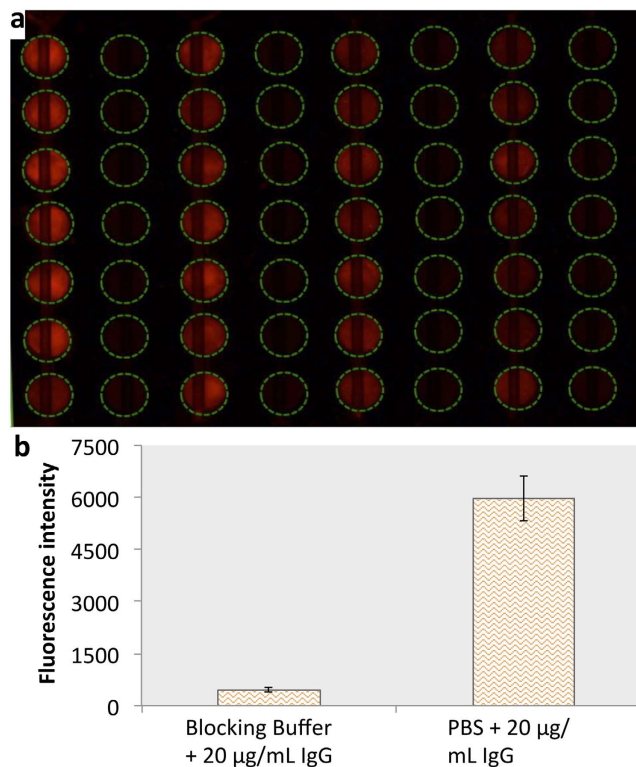 a
b
7500
6000
4500
3000
1500
0
Fluorescence intensity
Blocking Buffer
+ 20 µg/mL IgG
PBS + 20 µg/
mL IgG